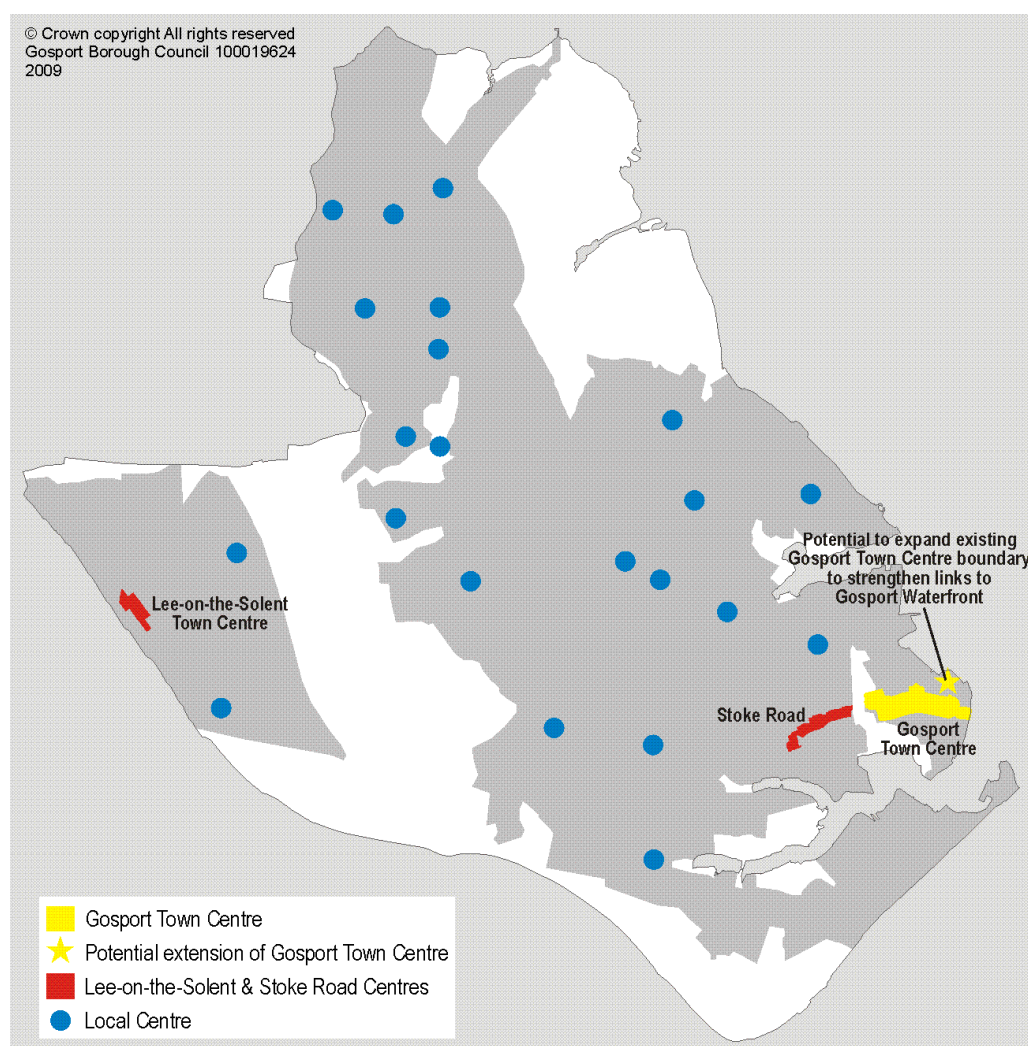 © Crown copyright All rights reserved
Gosport Borough Council 100019624
2009
Potential to expand existing
Gosport Town Centre boundary
to strengthen links to
Gosport Waterfront
Lee-on-the-Solent
Town Centre
Stoke Road
Gosport
Town Centre
Gosport Town Centre
Potential extension of Gosport Town Centre
Lee-on-the-Solent & Stoke Road Centres
Local Centre